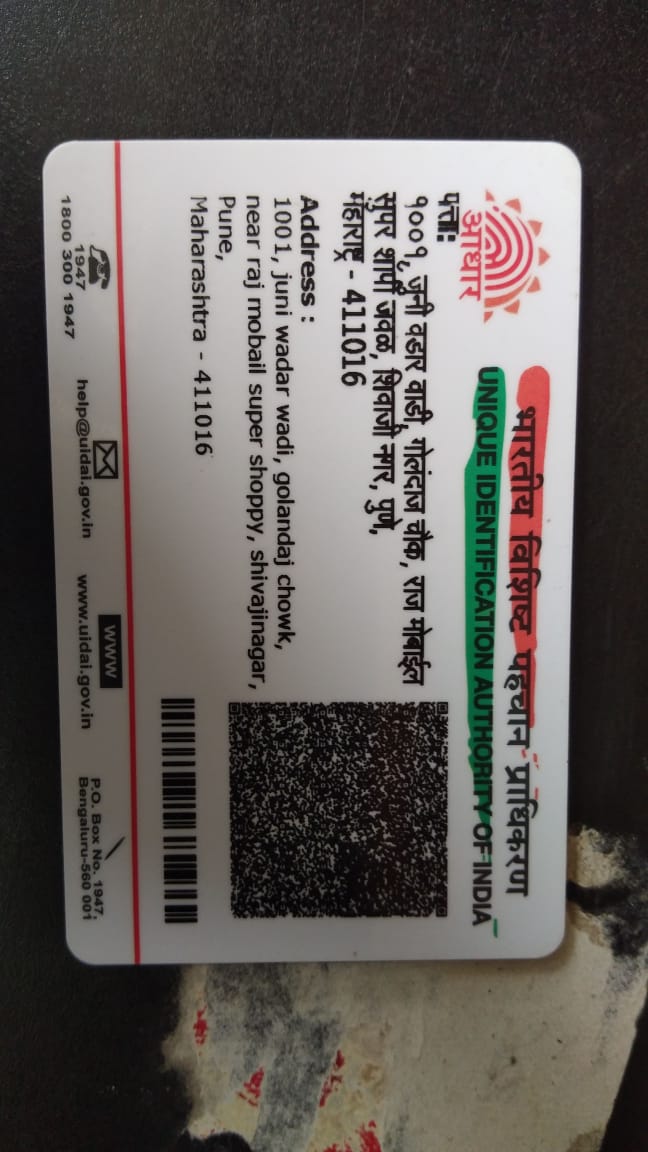 आधार
भारतीय विशिष्ट पहचान प्राधिकरण
UNIQUE IDENTIFICATION AUTHORITY OF INDIA
पत्ता:
१००१, जुनी वडार वाडी, गोलंदाज चौक, राज मोबाईल
सुपर शॉपी जवळ, शिवाजी नगर, पुणे,
महाराष्ट्र - 411016
Address :
1001, juni wadar wadi, golandaj chowk,
near raj mobail super shoppy, shivajinagar,
Pune,
Maharashtra - 411016
1947
1800 300 1947
help@uidai.gov.in
WWW
www.uidai.gov.in
P.O. Box No. 1947,
Bengaluru-560 001